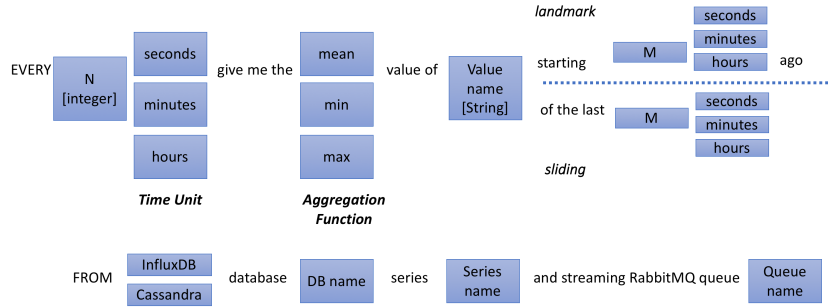 landmark
EVERY
N
[integer]
seconds
minutes
hours
Time Unit
give me the
mean
min
max
Aggregation
Function
value of
Value
name
[String]
starting
M
seconds
minutes
hours
ago
of the last
M
seconds
minutes
hours
sliding
FROM
InfluxDB
Cassandra
database
DB name
series
Series
name
and streaming RabbitMQ queue
Queue
name